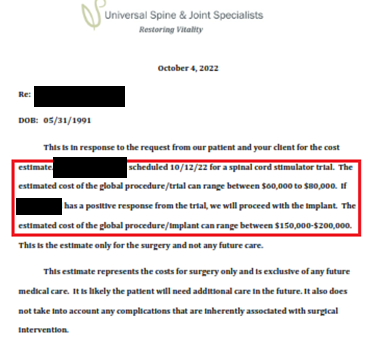 Universal Spine & Joint Specialists
Restoring Vitality
October 4, 2022
Re:
DOB: 05/31/1991
This is in response to the request from our patient and your client for the cost
estimate. scheduled 10/12/22 for a spinal cord stimulator trial. The
estimated cost of the global procedure/trial can range between $60,000 to $80,000. If
has a positive response from the trial, we will proceed with the implant. The
estimated cost of the global procedure/implant can range between $150,000-$200,000.
This is the estimate only for the surgery and not any future care.
This estimate represents the costs for surgery only and is exclusive of any future
medical care. It is likely the patient will need additional care in the future. It also does
not take into account any complications that are inherently associated with surgical
intervention.